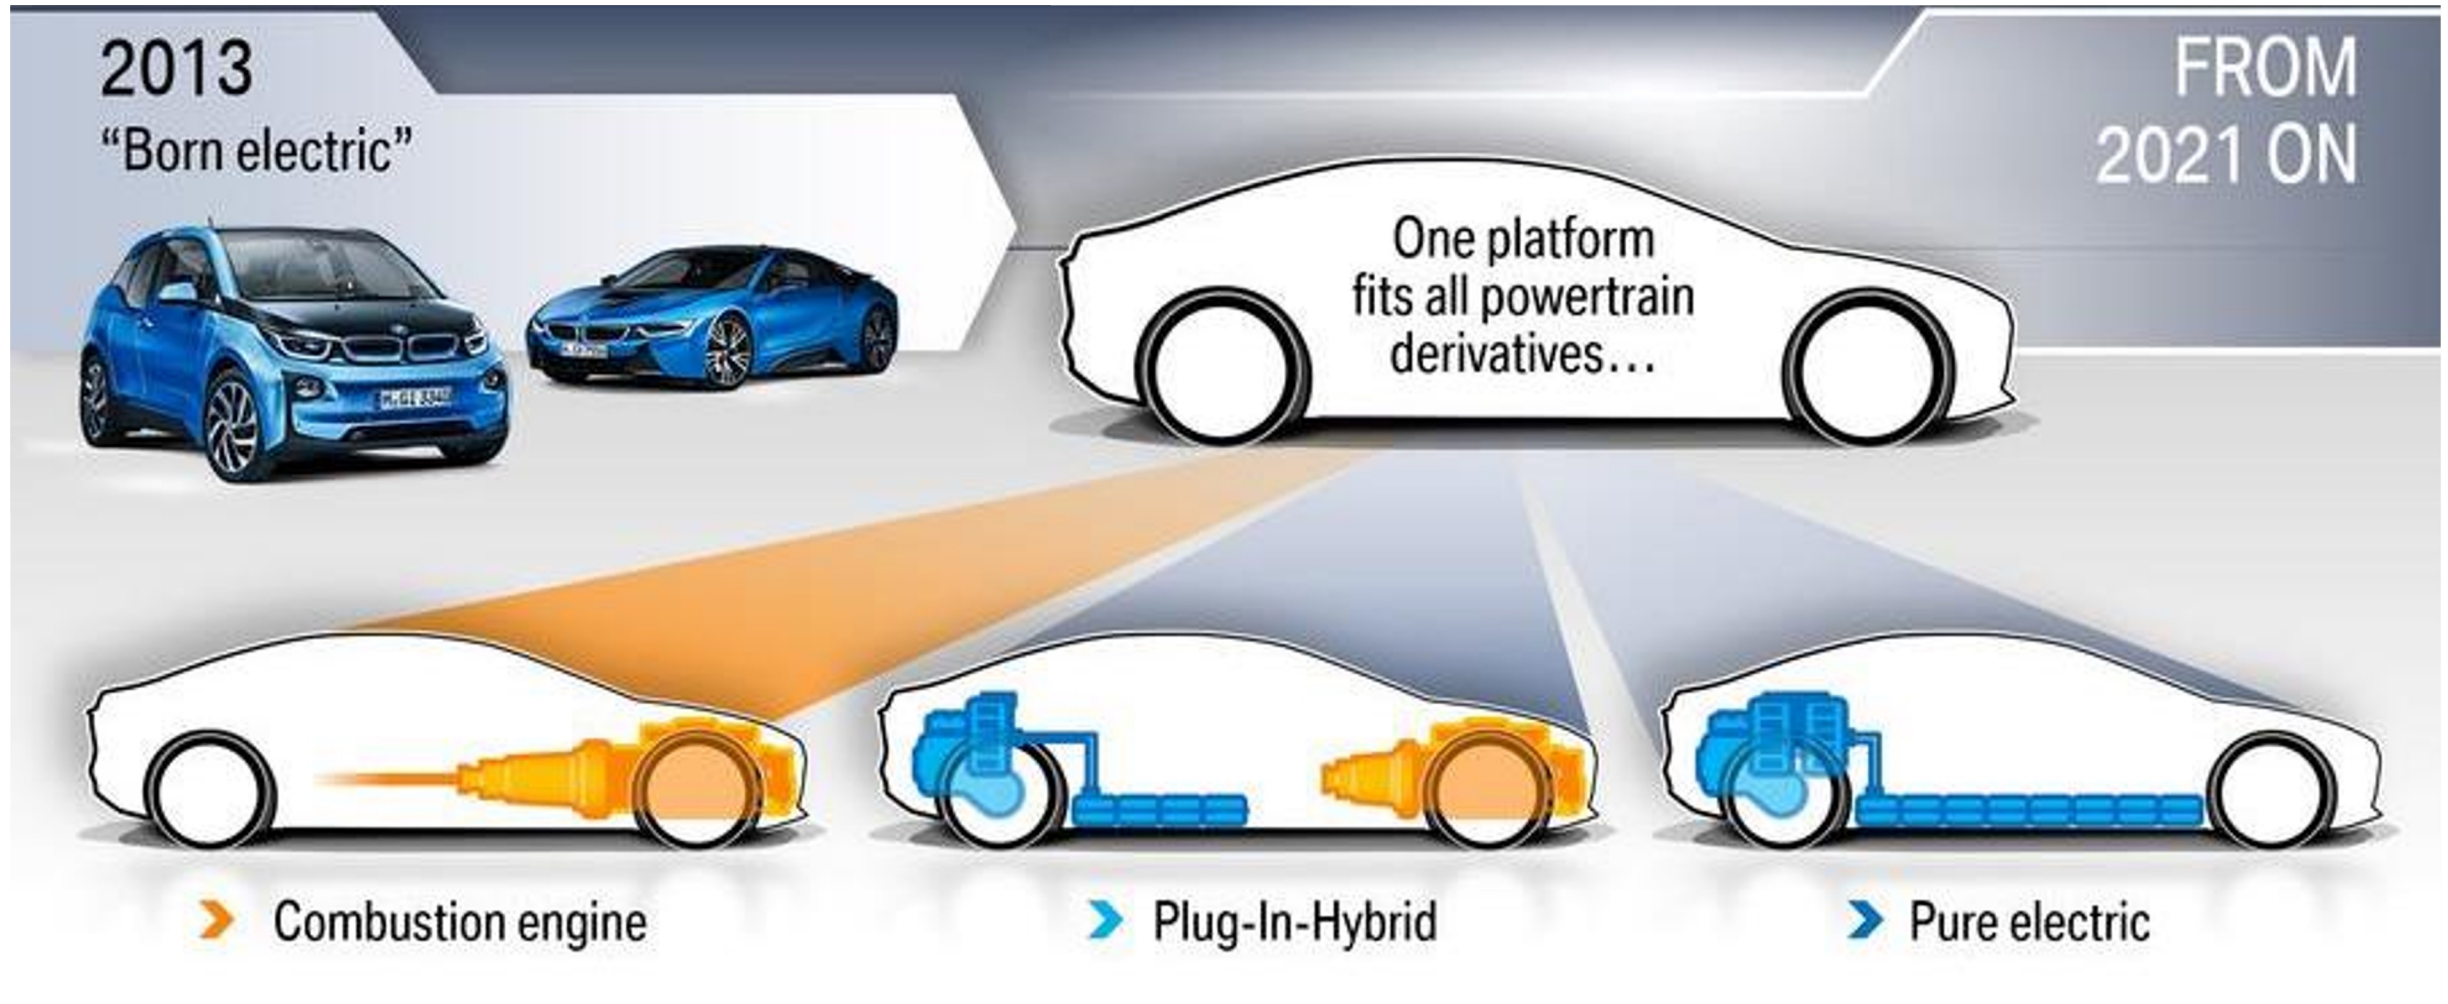 2013
“Born electric”
FROM
2021 ON
One platform
fits all powertrain
derivatives…
Combustion engine
Plug-In-Hybrid
Pure electric